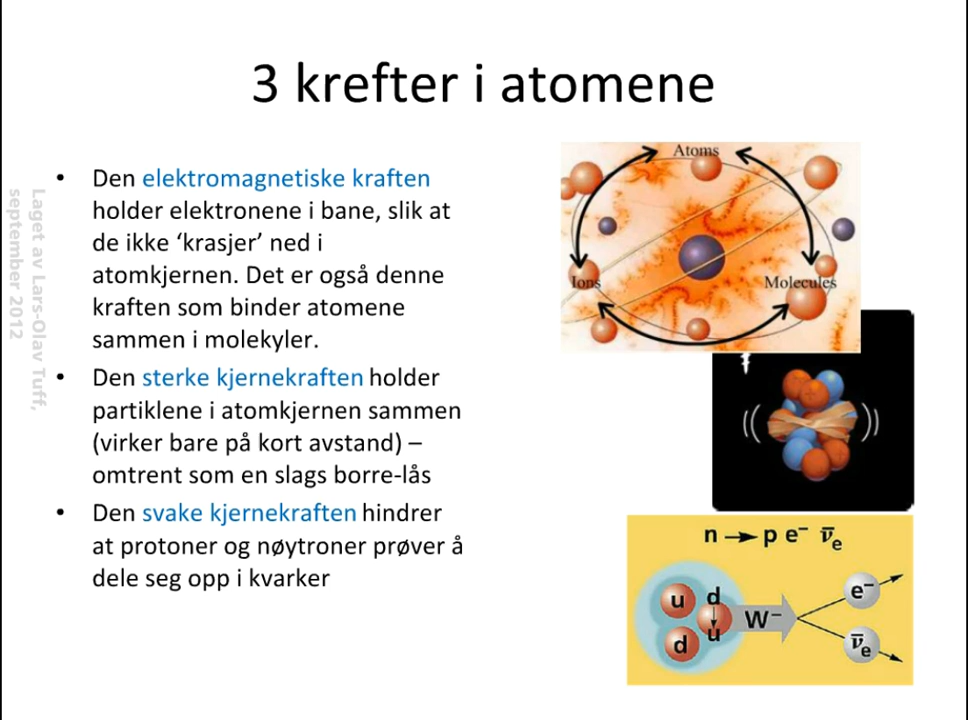 3 krefter i atomene
Laget av Lars-Olav Tuff,
september 2012
• Den elektromagnetiske kraften
holder elektronene i bane, slik at
de ikke ‘krasjer’ ned i
atomkjernen. Det er også denne
kraften som binder atomene
sammen i molekyler.
• Den sterke kjernekraften holder
partiklene i atomkjernen sammen
(virker bare på kort avstand) –
omtrent som en slags borre-lås
• Den svake kjernekraften hindrer
at protoner og nøytroner prøver å
dele seg opp i kvarker
Atoms
Ions
Molecules
n → p e⁻ ν̅ₑ
u
d
u
d
W⁻
e⁻
ν̅ₑ